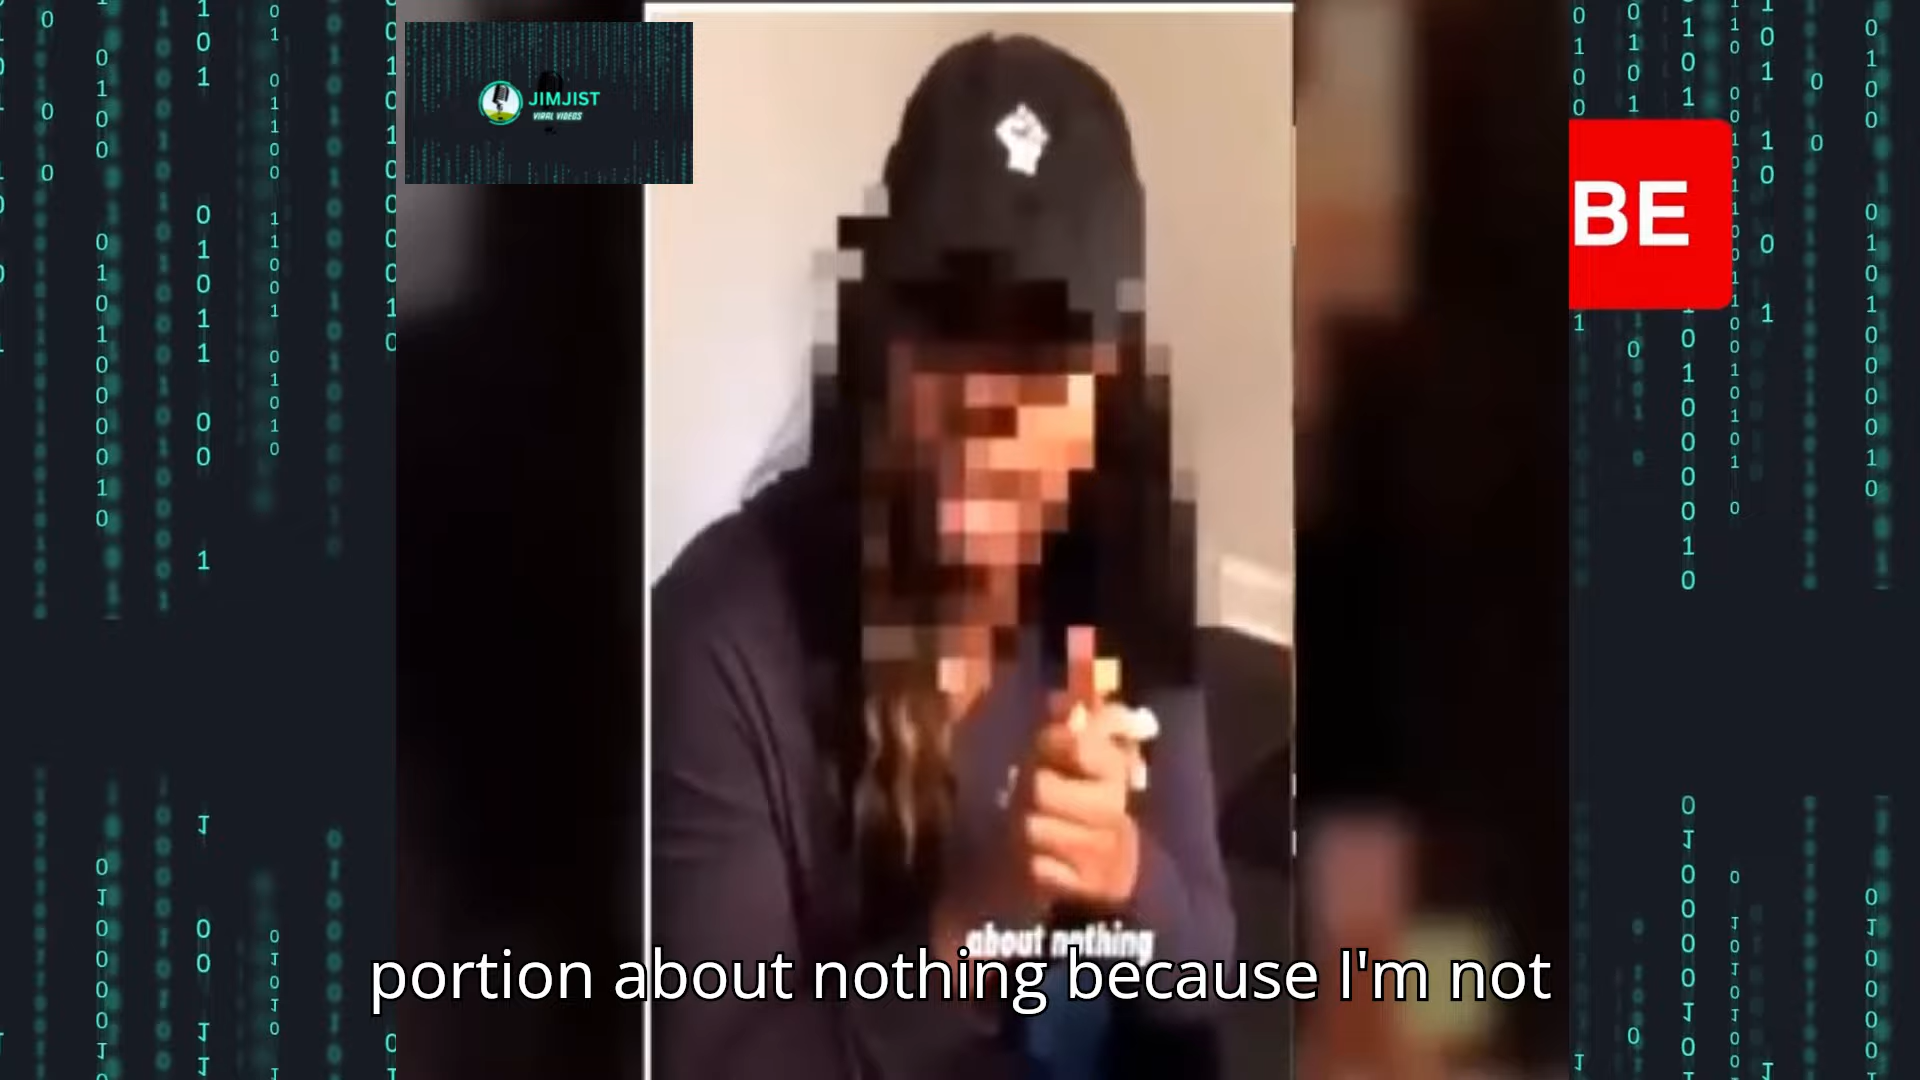 JIMJIST
VIRAL VIDEOS
BE
about nothing
portion about nothing because I'm not